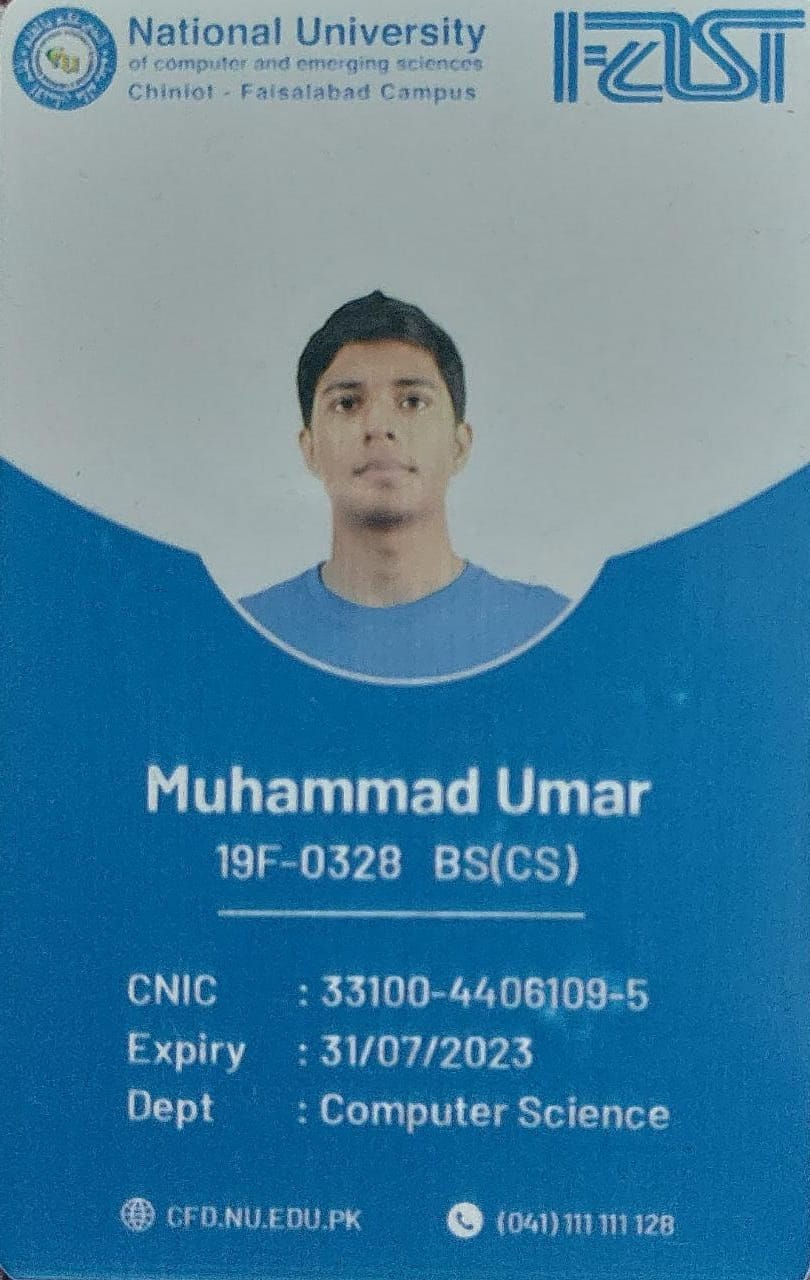 National University
of computer and emerging sciences
Chiniot - Faisalabad Campus
FAST
Muhammad Umar
19F-0328 BS(CS)
CNIC : 33100-4406109-5
Expiry : 31/07/2023
Dept : Computer Science
CFD.NU.EDU.PK
(041) 111 111 128